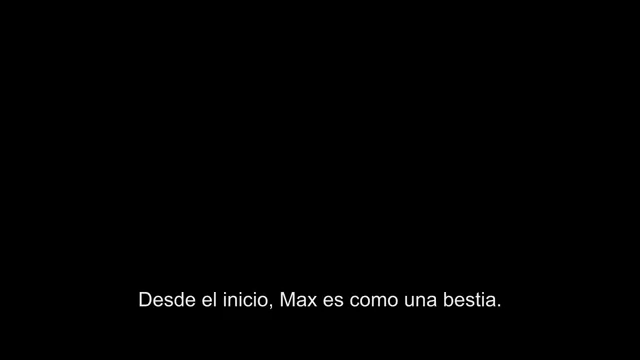 Desde el inicio, Max es como una bestia.